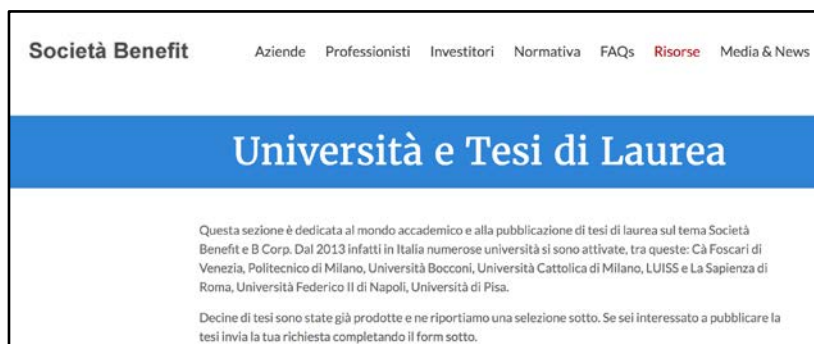 Società Benefit
Aziende Professionisti Investitori Normativa FAQs Risorse Media & News
Università e Tesi di Laurea
Questa sezione è dedicata al mondo accademico e alla pubblicazione di tesi di laurea sul tema Società
Benefit e B Corp. Dal 2013 infatti in Italia numerose università si sono attivate, tra queste: Cà Foscari di
Venezia, Politecnico di Milano, Università Bocconi, Università Cattolica di Milano, LUISS e La Sapienza di
Roma, Università Federico II di Napoli, Università di Pisa.
Decine di tesi sono state già prodotte e ne riportiamo una selezione sotto. Se sei interessato a pubblicare la
tesi invia la tua richiesta completando il form sotto.